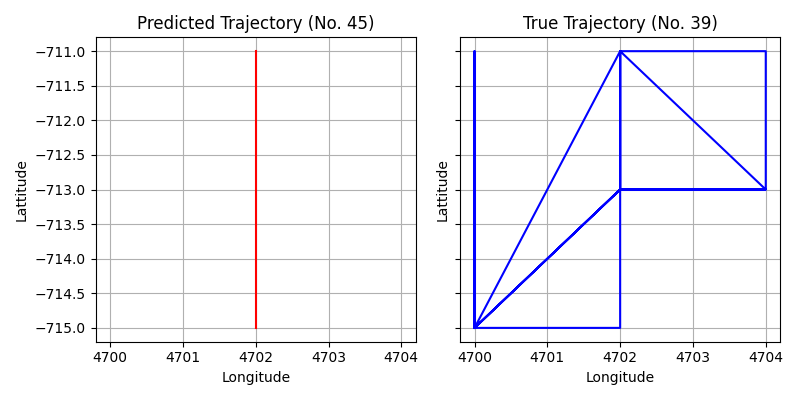 Predicted Trajectory (No. 45)
True Trajectory (No. 39)
Lattitude
−711.0
−711.5
−712.0
−712.5
−713.0
−713.5
−714.0
−714.5
−715.0
4700 4701 4702 4703 4704
Longitude
Lattitude
4700 4701 4702 4703 4704
Longitude